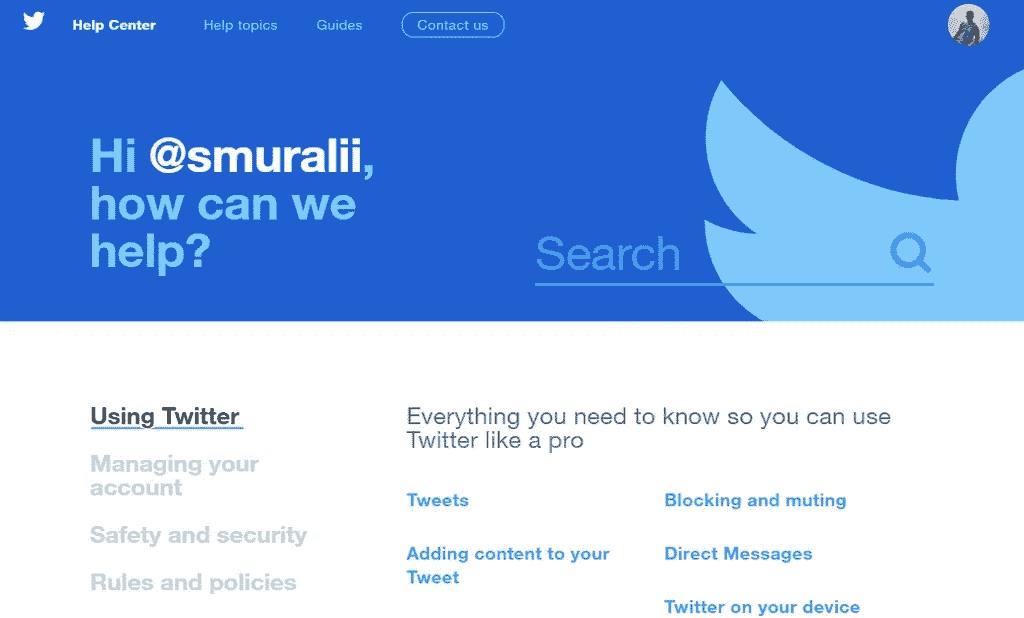 Help Center
Help topics
Guides
Contact us
Hi @smuralii,
how can we
help?
Search
Using Twitter
Managing your
account
Safety and security
Rules and policies
Everything you need to know so you can use
Twitter like a pro
Tweets
Adding content to your
Tweet
Blocking and muting
Direct Messages
Twitter on your device